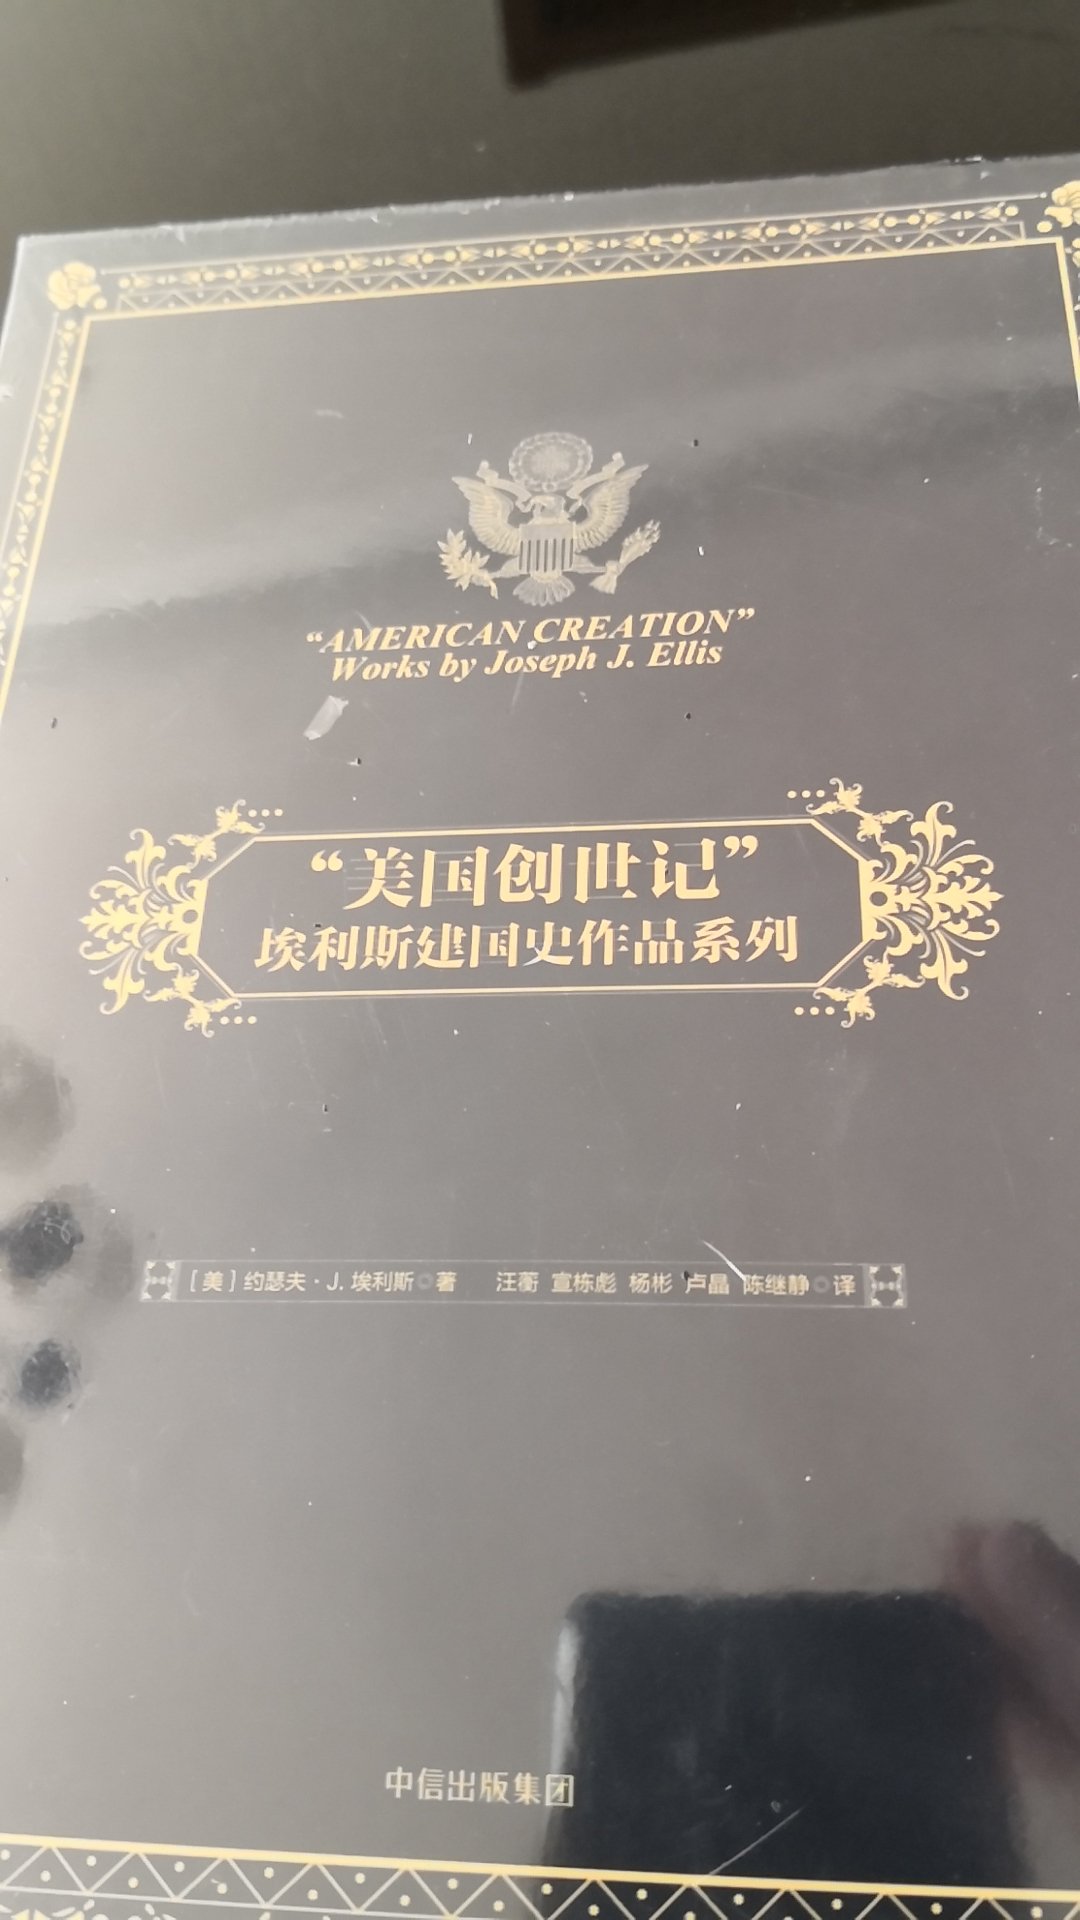 “AMERICAN CREATION”
Works by Joseph J. Ellis
“美国创世记”
埃利斯建国史作品系列
[美] 约瑟夫·J. 埃利斯 著 汪蘅 宣栋彪 杨彬 卢晶 陈继静 译
中信出版集团